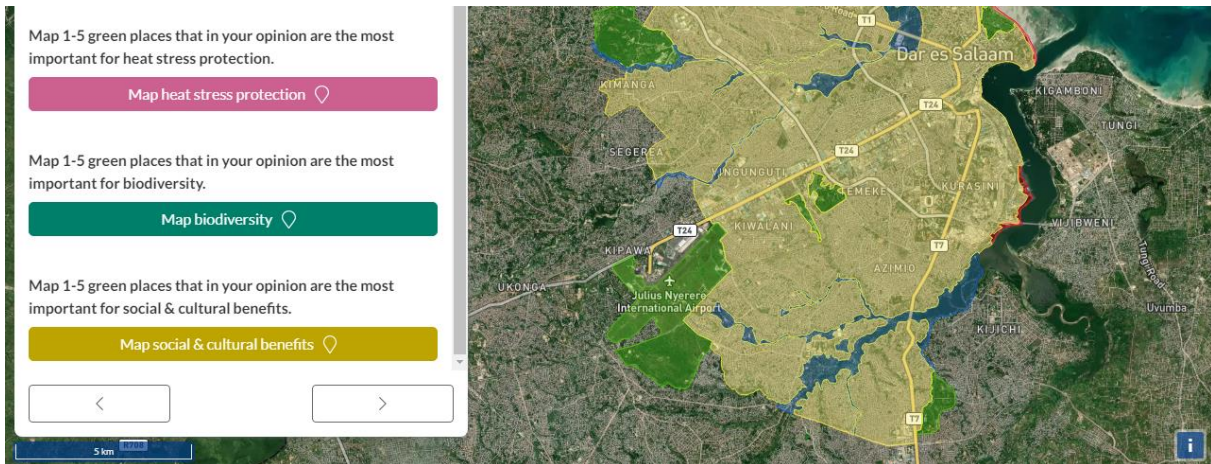 Map 1-5 green places that in your opinion are the most
important for heat stress protection.
Map heat stress protection
Map 1-5 green places that in your opinion are the most
important for biodiversity.
Map biodiversity
Map 1-5 green places that in your opinion are the most
important for social & cultural benefits.
Map social & cultural benefits
5 km
T1
Dar es Salaam
KIMANGA
KIGAMBONI
T24
TUNGI
SEGEREA
T24
VINGUNGUTI
TEMEKE
KURASINI
T24
KIWALANI
VIJIBWENI
KIPAWA
T7
AZIMIO
UKONGA
Julius Nyerere
International Airport
Tungi Road
Uvumba
KIJICHI
T7
i